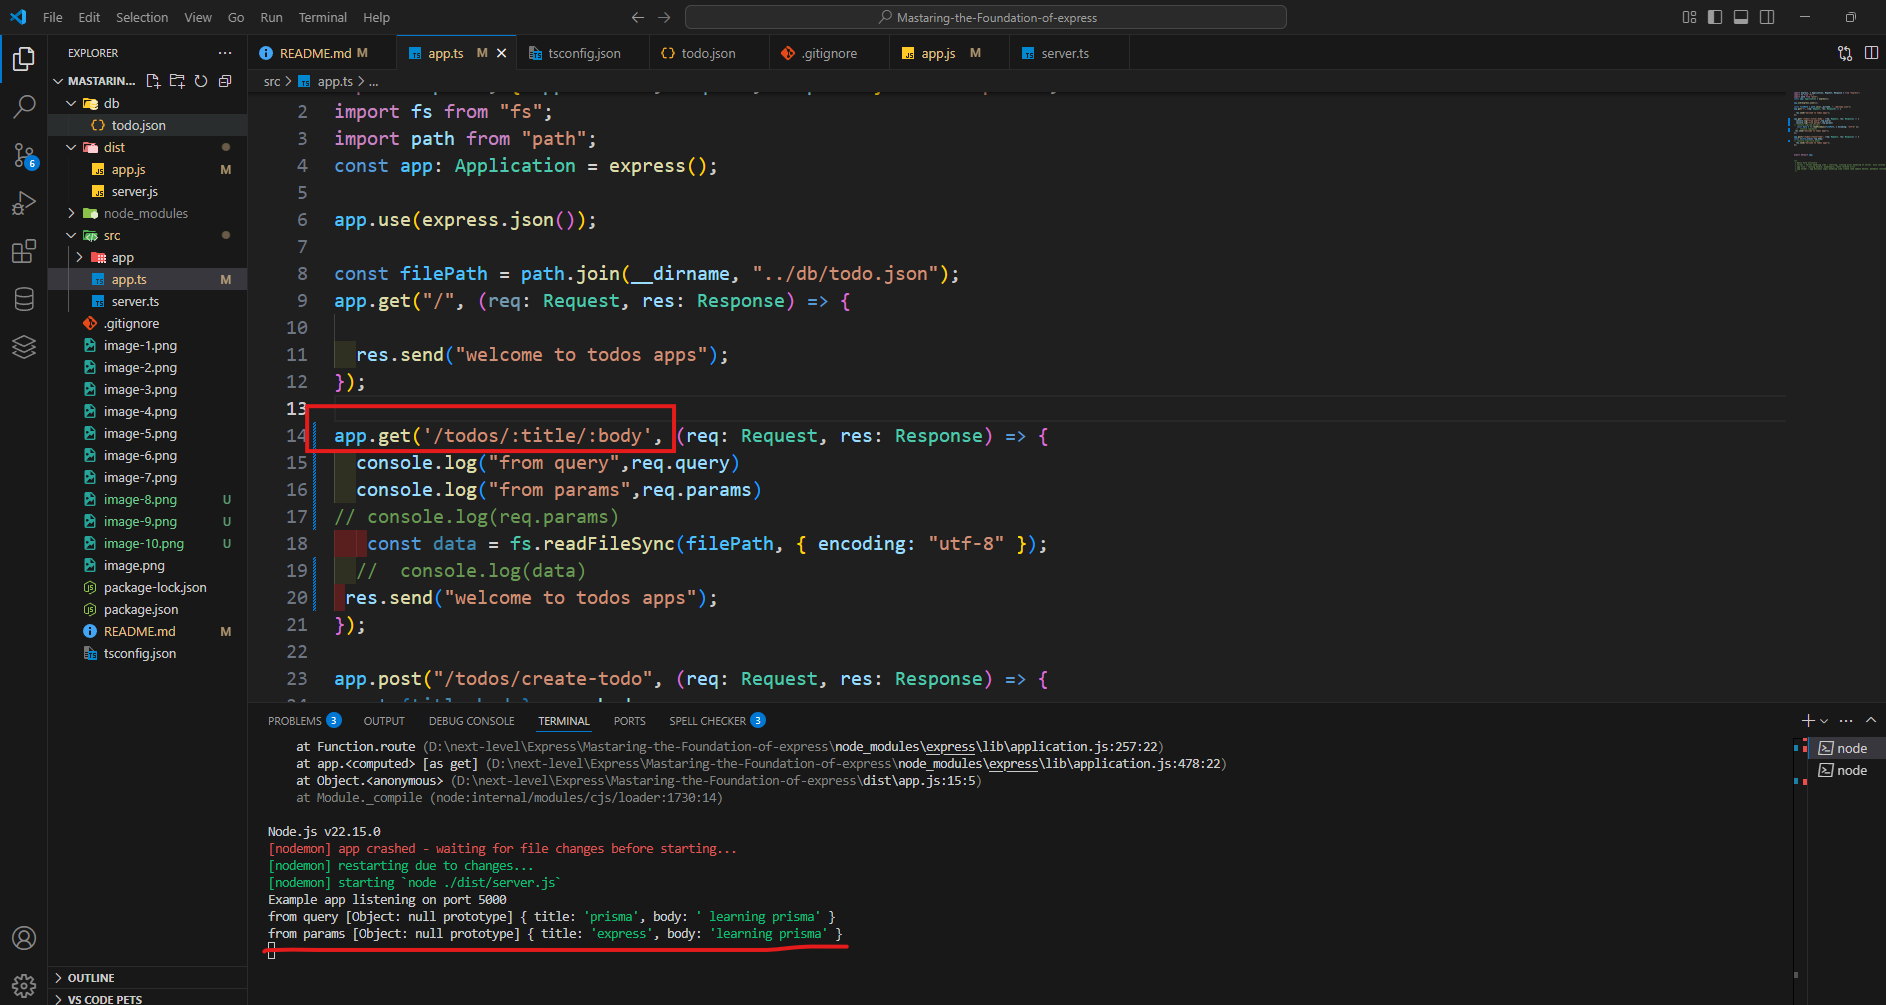 File Edit Selection View Go Run Terminal Help
Mastaring-the-Foundation-of-express
EXPLORER
MASTARIN...
db
todo.json
dist
app.js M
server.js
node_modules
src
app
app.ts M
server.ts
.gitignore
image-1.png
image-2.png
image-3.png
image-4.png
image-5.png
image-6.png
image-7.png
image-8.png U
image-9.png U
image-10.png U
image.png
package-lock.json
package.json
README.md M
tsconfig.json
OUTLINE
VS CODE PETS
6
README.md M app.ts M tsconfig.json todo.json .gitignore app.js M server.ts
src > app.ts > ...
2 import fs from "fs";
3 import path from "path";
4 const app: Application = express();
5
6 app.use(express.json());
7
8 const filePath = path.join(__dirname, "../db/todo.json");
9 app.get("/", (req: Request, res: Response) => {
10
11 res.send("welcome to todos apps");
12 });
13
14 app.get('/todos/:title/:body', (req: Request, res: Response) => {
15 console.log("from query",req.query)
16 console.log("from params",req.params)
17 // console.log(req.params)
18 const data = fs.readFileSync(filePath, { encoding: "utf-8" });
19 // console.log(data)
20 res.send("welcome to todos apps");
21 });
22
23 app.post("/todos/create-todo", (req: Request, res: Response) => {
PROBLEMS 3 OUTPUT DEBUG CONSOLE TERMINAL PORTS SPELL CHECKER 3
at Function.route (D:\next-level\Express\Mastaring-the-Foundation-of-express\node_modules\express\lib\application.js:257:22)
at app.<computed> [as get] (D:\next-level\Express\Mastaring-the-Foundation-of-express\node_modules\express\lib\application.js:478:22)
at Object.<anonymous> (D:\next-level\Express\Mastaring-the-Foundation-of-express\dist\app.js:15:5)
at Module._compile (node:internal/modules/cjs/loader:1730:14)
Node.js v22.15.0
[nodemon] app crashed - waiting for file changes before starting...
[nodemon] restarting due to changes...
[nodemon] starting `node ./dist/server.js`
Example app listening on port 5000
from query [Object: null prototype] { title: 'prisma', body: ' learning prisma' }
from params [Object: null prototype] { title: 'express', body: 'learning prisma' }
node
node